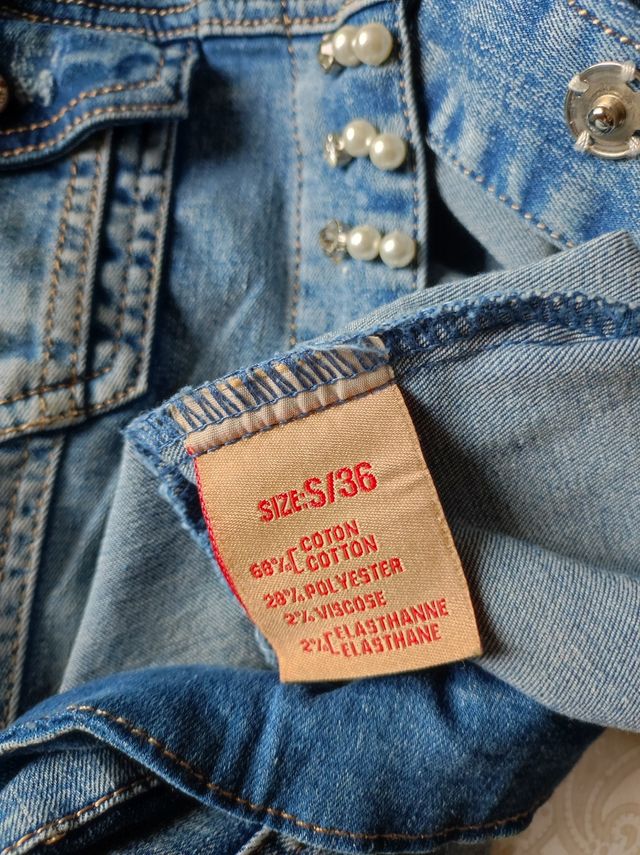 SIZE:S/36
68% [ COTON
COTTON
28% POLYESTER
2% VISCOSE
2% [ ELASTHANNE
ELASTHANE